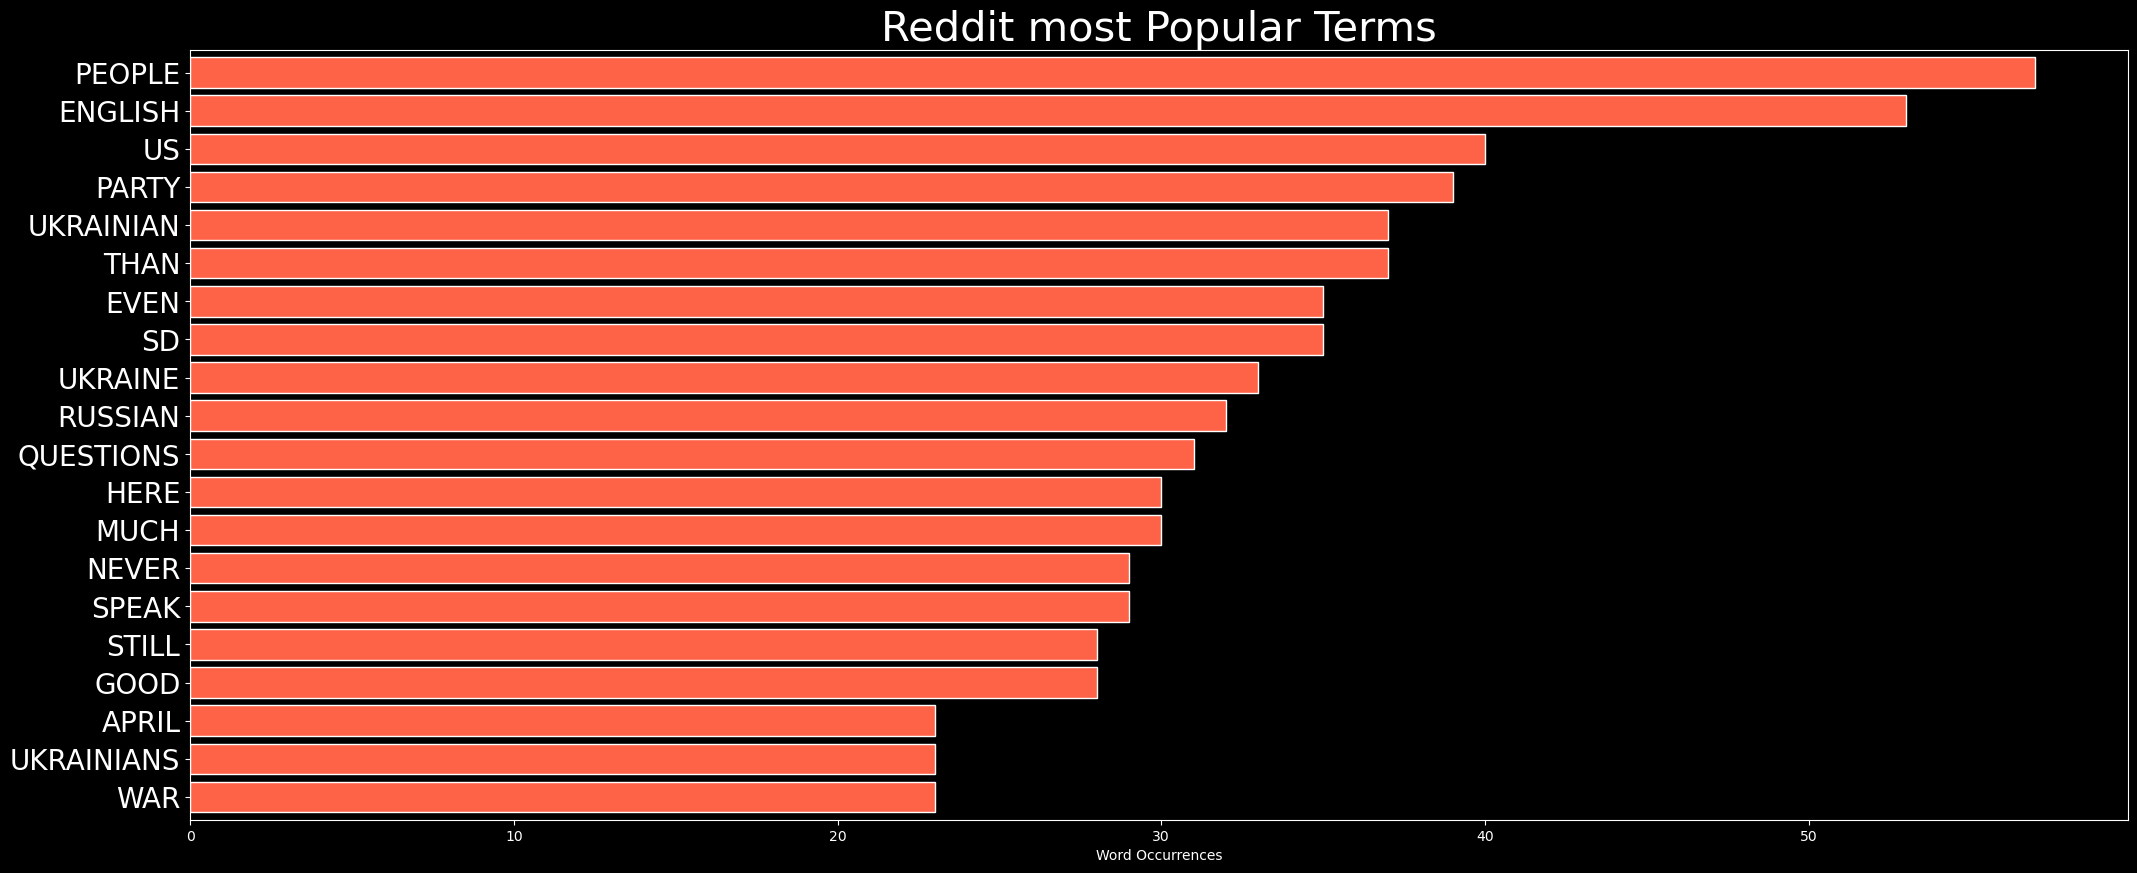 Reddit most Popular Terms
PEOPLE
ENGLISH
US
PARTY
UKRAINIAN
THAN
EVEN
SD
UKRAINE
RUSSIAN
QUESTIONS
HERE
MUCH
NEVER
SPEAK
STILL
GOOD
APRIL
UKRAINIANS
WAR
0 10 20 30 40 50
Word Occurrences